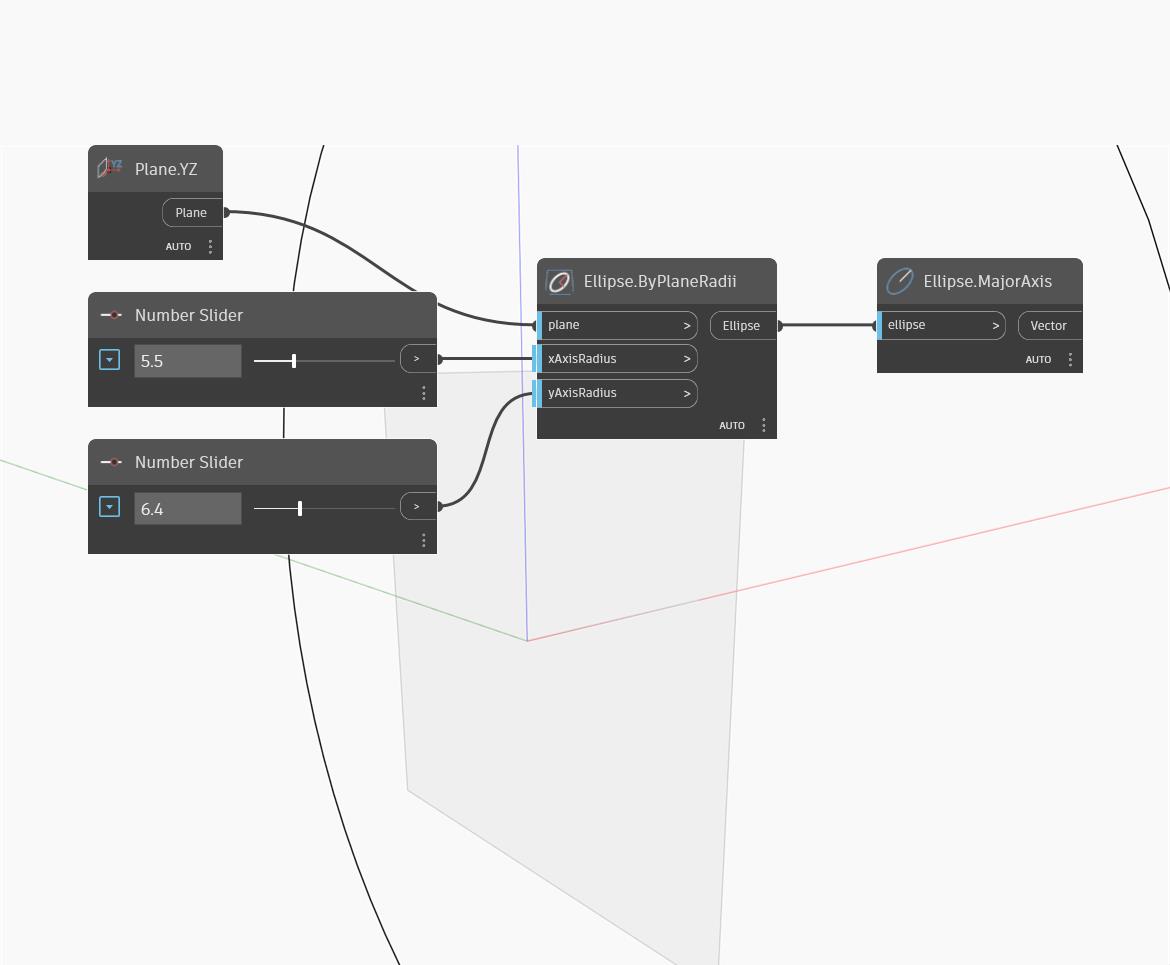 YZ
Plane.YZ
Plane
AUTO
Number Slider
5.5
>
Number Slider
6.4
>
Ellipse.ByPlaneRadii
plane > Ellipse
xAxisRadius >
yAxisRadius >
AUTO
Ellipse.MajorAxis
ellipse > Vector
AUTO